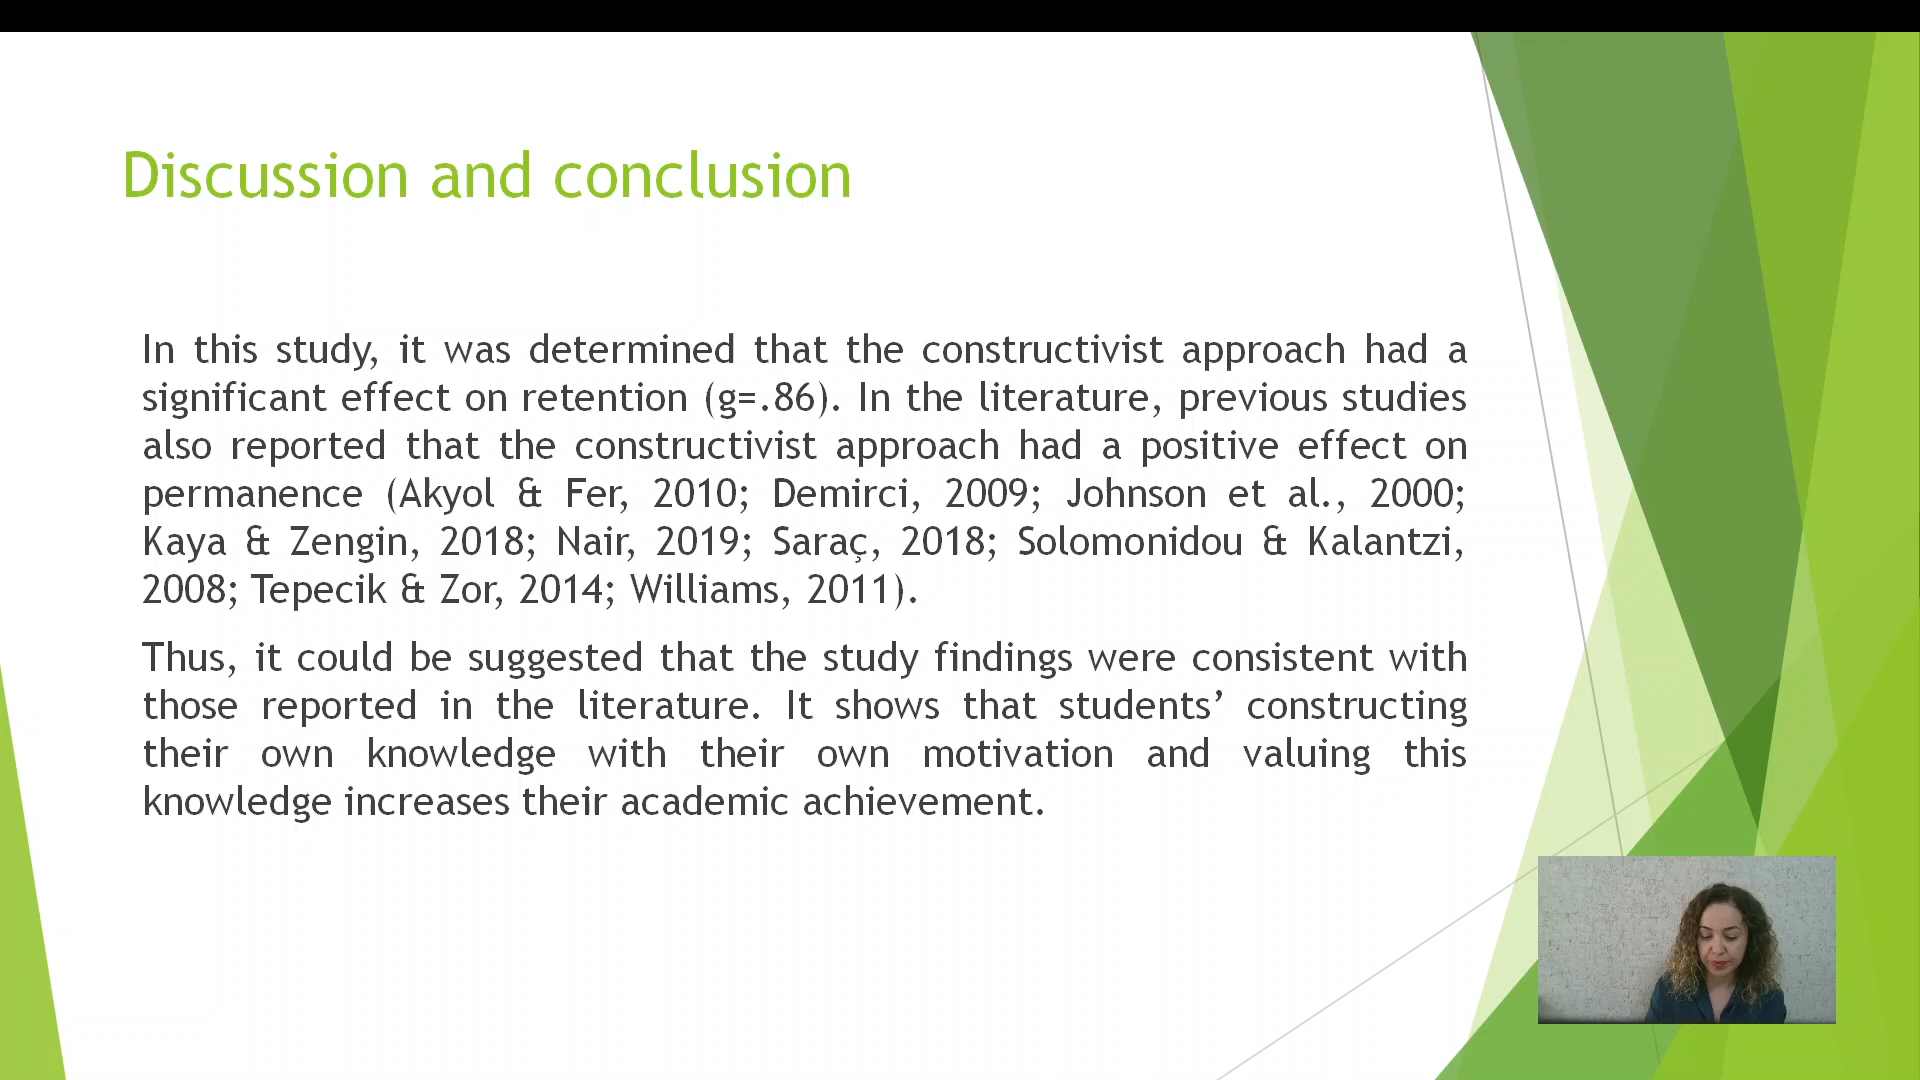 Discussion and conclusion
In this study, it was determined that the constructivist approach had a
significant effect on retention (g=.86). In the literature, previous studies
also reported that the constructivist approach had a positive effect on
permanence (Akyol & Fer, 2010; Demirci, 2009; Johnson et al., 2000;
Kaya & Zengin, 2018; Nair, 2019; Saraç, 2018; Solomonidou & Kalantzi,
2008; Tepecik & Zor, 2014; Williams, 2011).
Thus, it could be suggested that the study findings were consistent with
those reported in the literature. It shows that students’ constructing
their own knowledge with their own motivation and valuing this
knowledge increases their academic achievement.